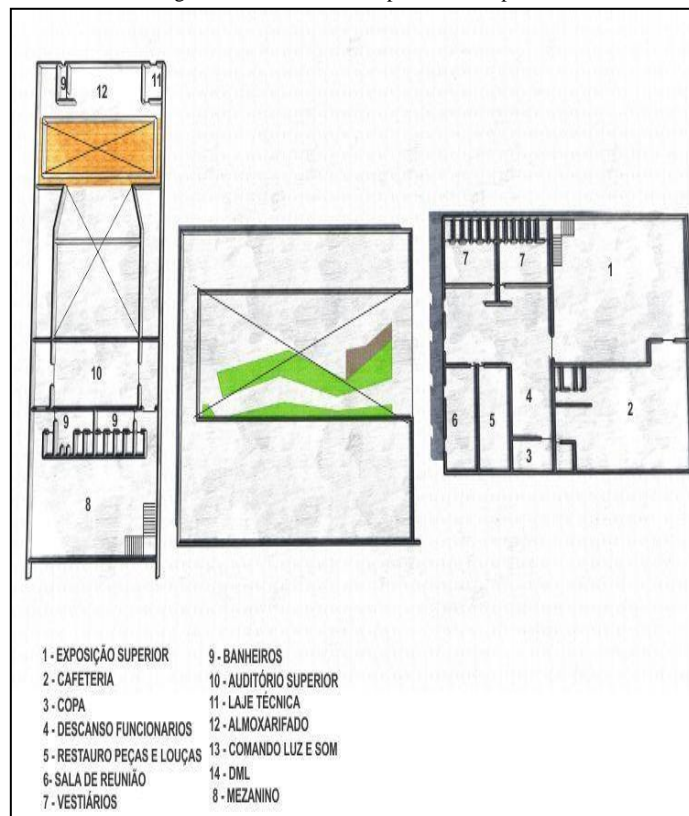 9
12
11
10
9
9
8
7
7
1
6
5
4
3
2
1 - EXPOSIÇÃO SUPERIOR
2 - CAFETERIA
3 - COPA
4 - DESCANSO FUNCIONARIOS
5 - RESTAURO PEÇAS E LOUÇAS
6- SALA DE REUNIÃO
7 - VESTIÁRIOS
9 - BANHEIROS
10 - AUDITÓRIO SUPERIOR
11 - LAJE TÉCNICA
12 - ALMOXARIFADO
13 - COMANDO LUZ E SOM
14 - DML
8 - MEZANINO